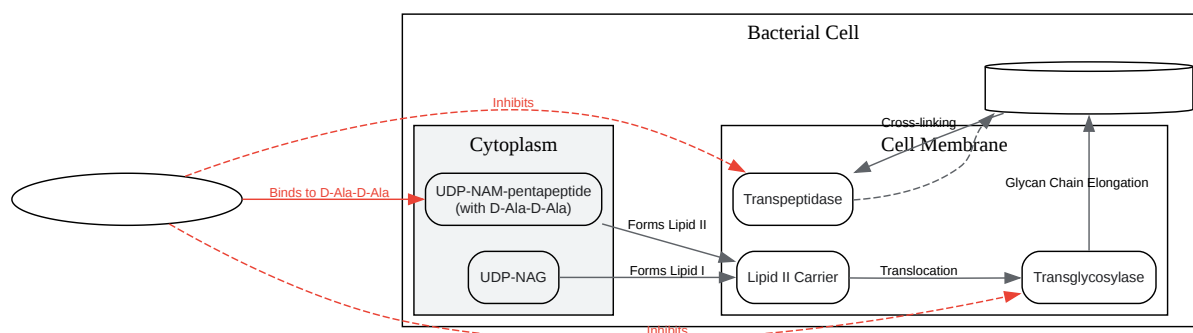 Bacterial Cell
Inhibits
Cross-linking
Cytoplasm
Cell Membrane
UDP-NAM-pentapeptide
(with D-Ala-D-Ala)
Binds to D-Ala-D-Ala
Transpeptidase
Glycan Chain Elongation
Forms Lipid II
UDP-NAG
Forms Lipid I
Lipid II Carrier
Translocation
Transglycosylase
Inhibits